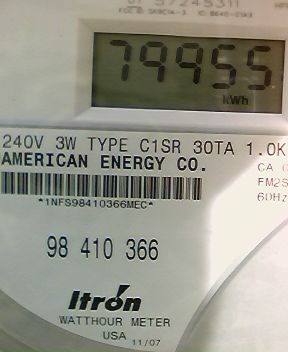 79955
kWh
240V 3W TYPE C1SR 30TA 1.0K
AMERICAN ENERGY CO.
CA
FM2S
60Hz
*1NFS98410366MEC*
98 410 366
Itron
WATTHOUR METER
USA 11/07